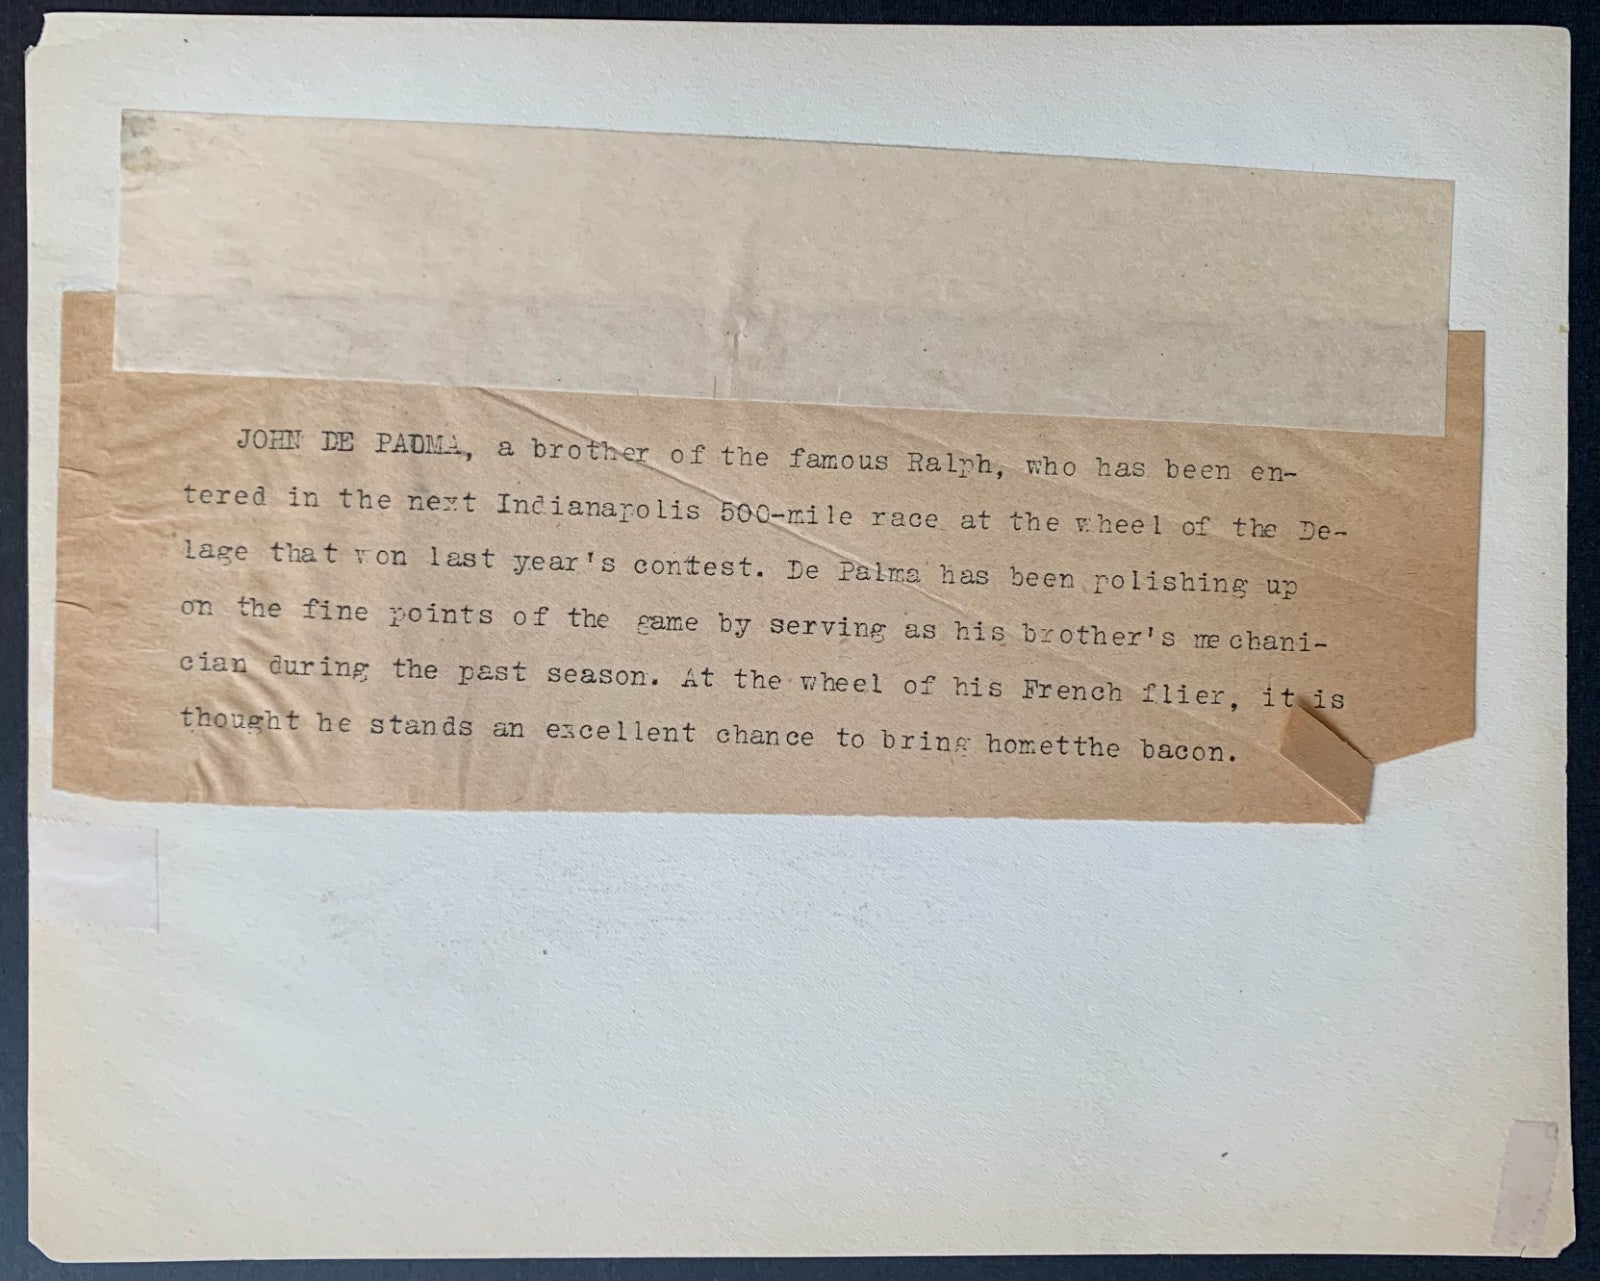 JOHN DE PADMA, a brother of the famous Ralph, who has been en-
tered in the next Indianapolis 500-mile race at the wheel of the De-
lage that won last year's contest. De Palma has been polishing up
on the fine points of the game by serving as his brother's mechani-
cian during the past season. At the wheel of his French flier, it is
thought he stands an excellent chance to bring hometthe bacon.